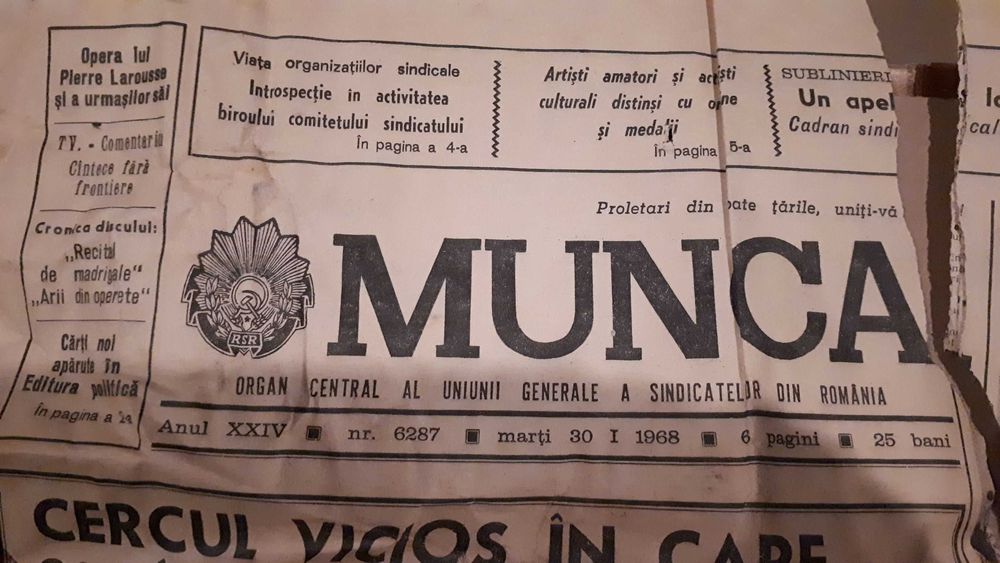 Opera lui
Pierre Larousse
și a urmașilor săi
TV. - Comentariu
Cîntece fără
frontiere
Cronica discului:
„Recital
de madrigale“
„Arii din operete“
Cărți noi
apărute în
Editura politică
În pagina a
Viața organizațiilor sindicale
Introspecție în activitatea
biroului comitetului sindicatului
În pagina a 4-a
Artiști amatori și
culturali distinși cu
și medalii
În pagina 5-a
Un apel
Cadran
Proletari din țările, uniți-vă
RSR
MUNCA
ORGAN CENTRAL AL UNIUNII GENERALE A SINDICATELOR DIN ROMÂNIA
Anul XXIV nr. 6287 marți 30 I 1968 6 pagini 25 bani
CERCUL VICIOS ÎN CARE